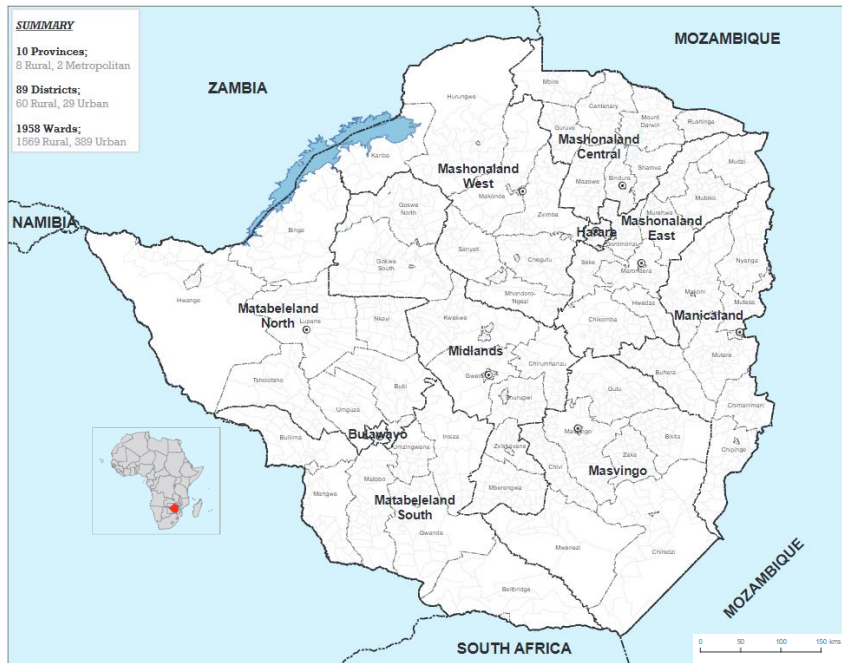 SUMMARY
10 Provinces;
8 Rural, 2 Metropolitan
89 Districts;
60 Rural, 29 Urban
1958 Wards;
1569 Rural, 389 Urban
MOZAMBIQUE
ZAMBIA
NAMIBIA
Mbire
Hurungwe
Centenary
Mount
Darwin
Rushinga
Guruve
Mashonaland
Central
Kariba
Mashonaland
West
Shamva
Mudzi
Mazowe
Bindura
Makonde
Mutoko
Gokwe
North
Zvimba
Murehwa
Mashonaland
East
Harare
Goromonzi
Binga
Sanyati
Chegutu
Seke
Marondera
Nyanga
Gokwe
South
Hwange
Makoni
Mhondoro-
Ngezi
Hwedza
Mutasa
Matabeleland
North
Lupane
Nkayi
Kwekwe
Chikomba
Manicaland
Midlands
Mutare
Chirumhanzu
Buhera
Gweru
Tsholotsho
Bubi
Shurugwi
Gutu
Chimanimani
Umguza
Bulilima
Bulawayo
Umzingwane
Insiza
Masvingo
Bikita
Zvishavane
Zaka
Chipinge
Chivi
Masvingo
Matobo
Mangwe
Mberengwa
Matabeleland
South
Gwanda
Mwenezi
Chiredzi
Beitbridge
MOZAMBIQUE
SOUTH AFRICA
0 50 100 150 kms